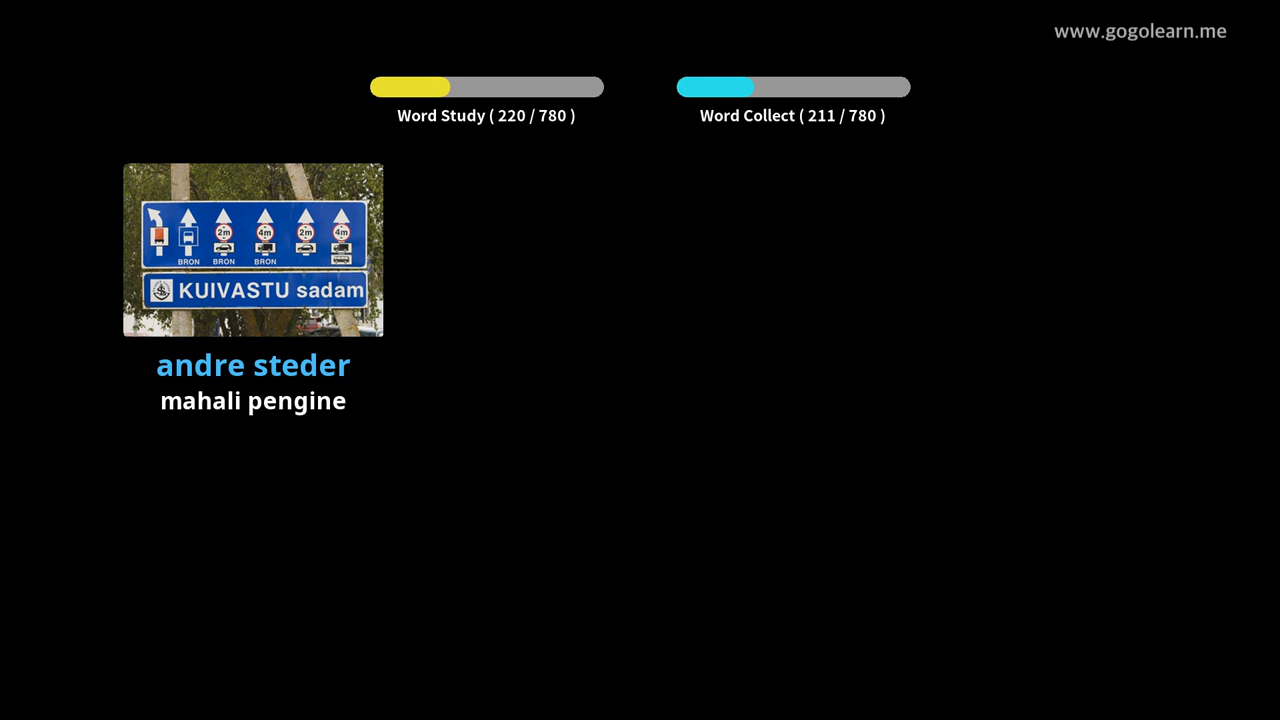 www.gogolearn.me
Word Study ( 220 / 780 )
Word Collect ( 211 / 780 )
2m 4m 2m 4m
BRON BRON BRON
KUIVASTU sadam
andre steder
mahali pengine